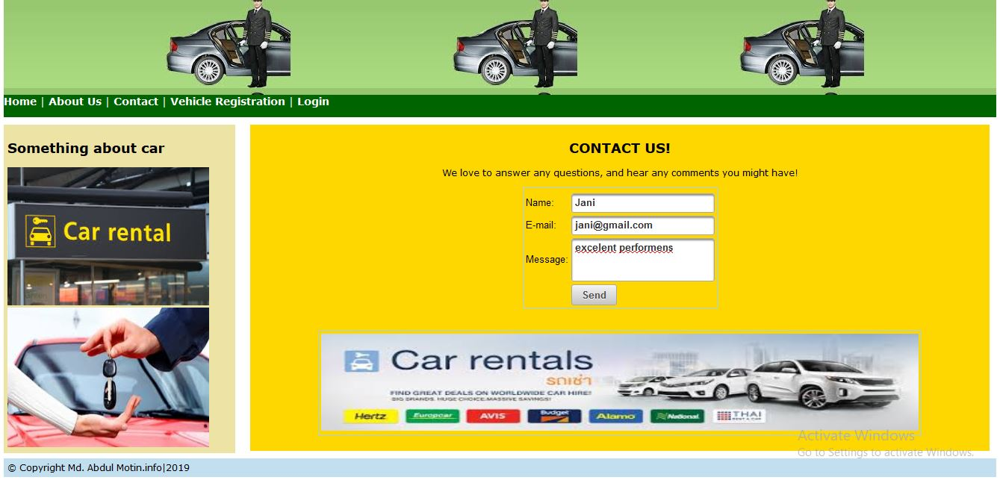 Home | About Us | Contact | Vehicle Registration | Login
Something about car
Car rental
CONTACT US!
We love to answer any questions, and hear any comments you might have!
Name: Jani
E-mail: jani@gmail.com
Message: excelent performens
Send
Car rentals
รถเช่า
FIND GREAT DEALS ON WORLDWIDE CAR HIRE!
BIG BRANDS. HUGE CHOICE.MASSIVE SAVINGS!
Hertz Europcar AVIS Budget Alamo National THAI RENT A CAR
Activate Windows
Go to Settings to activate Windows.
© Copyright Md. Abdul Motin.info|2019